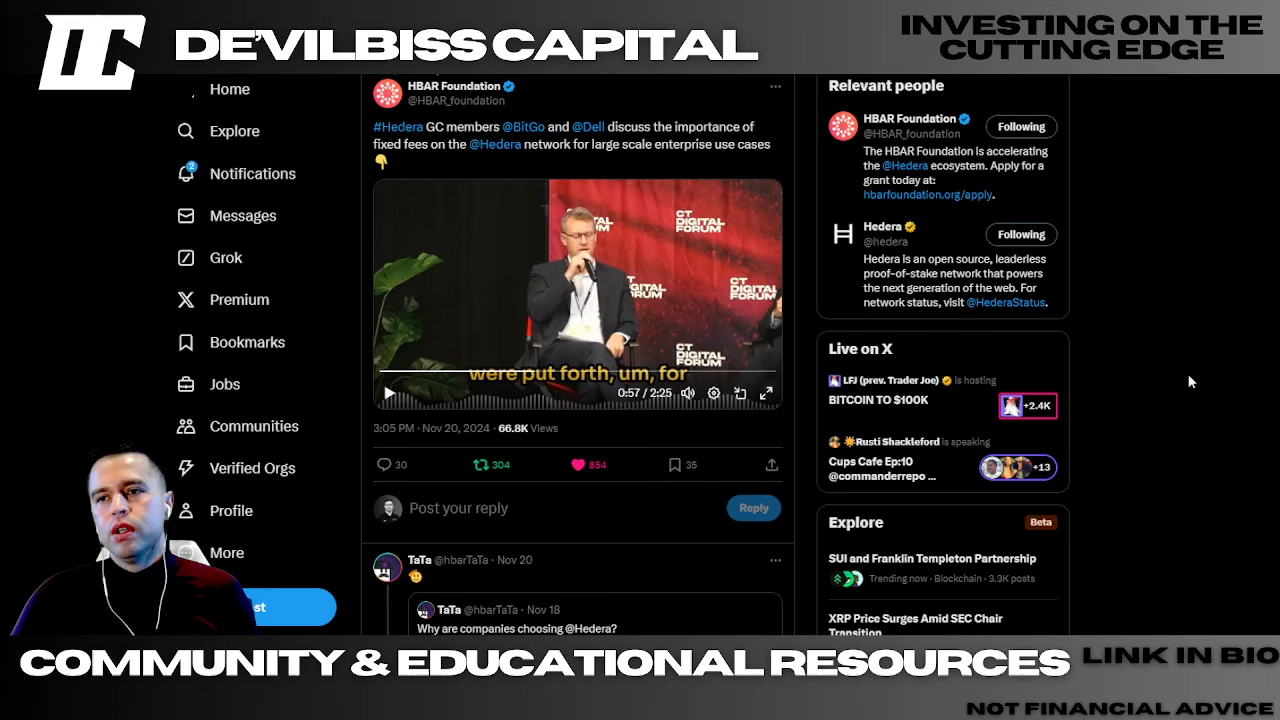 DE'VILBISS CAPITAL
INVESTING ON THE
CUTTING EDGE
Home
Explore
2
Notifications
Messages
Grok
Premium
Bookmarks
Jobs
Communities
Verified Orgs
Profile
More
st
HBAR Foundation
@HBAR_foundation
#Hedera GC members @BitGo and @Dell discuss the importance of
fixed fees on the @Hedera network for large scale enterprise use cases
CT
DIGITAL
FORUM
were put forth, um, for
0:57 / 2:25
3:05 PM · Nov 20, 2024 · 66.8K Views
30
304
854
35
Post your reply
Reply
TaTa @hbarTaTa · Nov 20
TaTa @hbarTaTa · Nov 18
Why are companies choosing @Hedera?
Relevant people
HBAR Foundation
@HBAR_foundation
Following
The HBAR Foundation is accelerating
the @Hedera ecosystem. Apply for a
grant today at:
hbarfoundation.org/apply.
Hedera
@hedera
Following
Hedera is an open source, leaderless
proof-of-stake network that powers
the next generation of the web. For
network status, visit @HederaStatus.
Live on X
LFJ (prev. Trader Joe) is hosting
BITCOIN TO $100K
+2.4K
Rusti Shackleford is speaking
Cups Cafe Ep:10
@commanderrepo ...
+13
Explore
Beta
SUI and Franklin Templeton Partnership
Trending now · Blockchain · 3.3K posts
XRP Price Surges Amid SEC Chair
Transition
COMMUNITY & EDUCATIONAL RESOURCES
LINK IN BIO
NOT FINANCIAL ADVICE